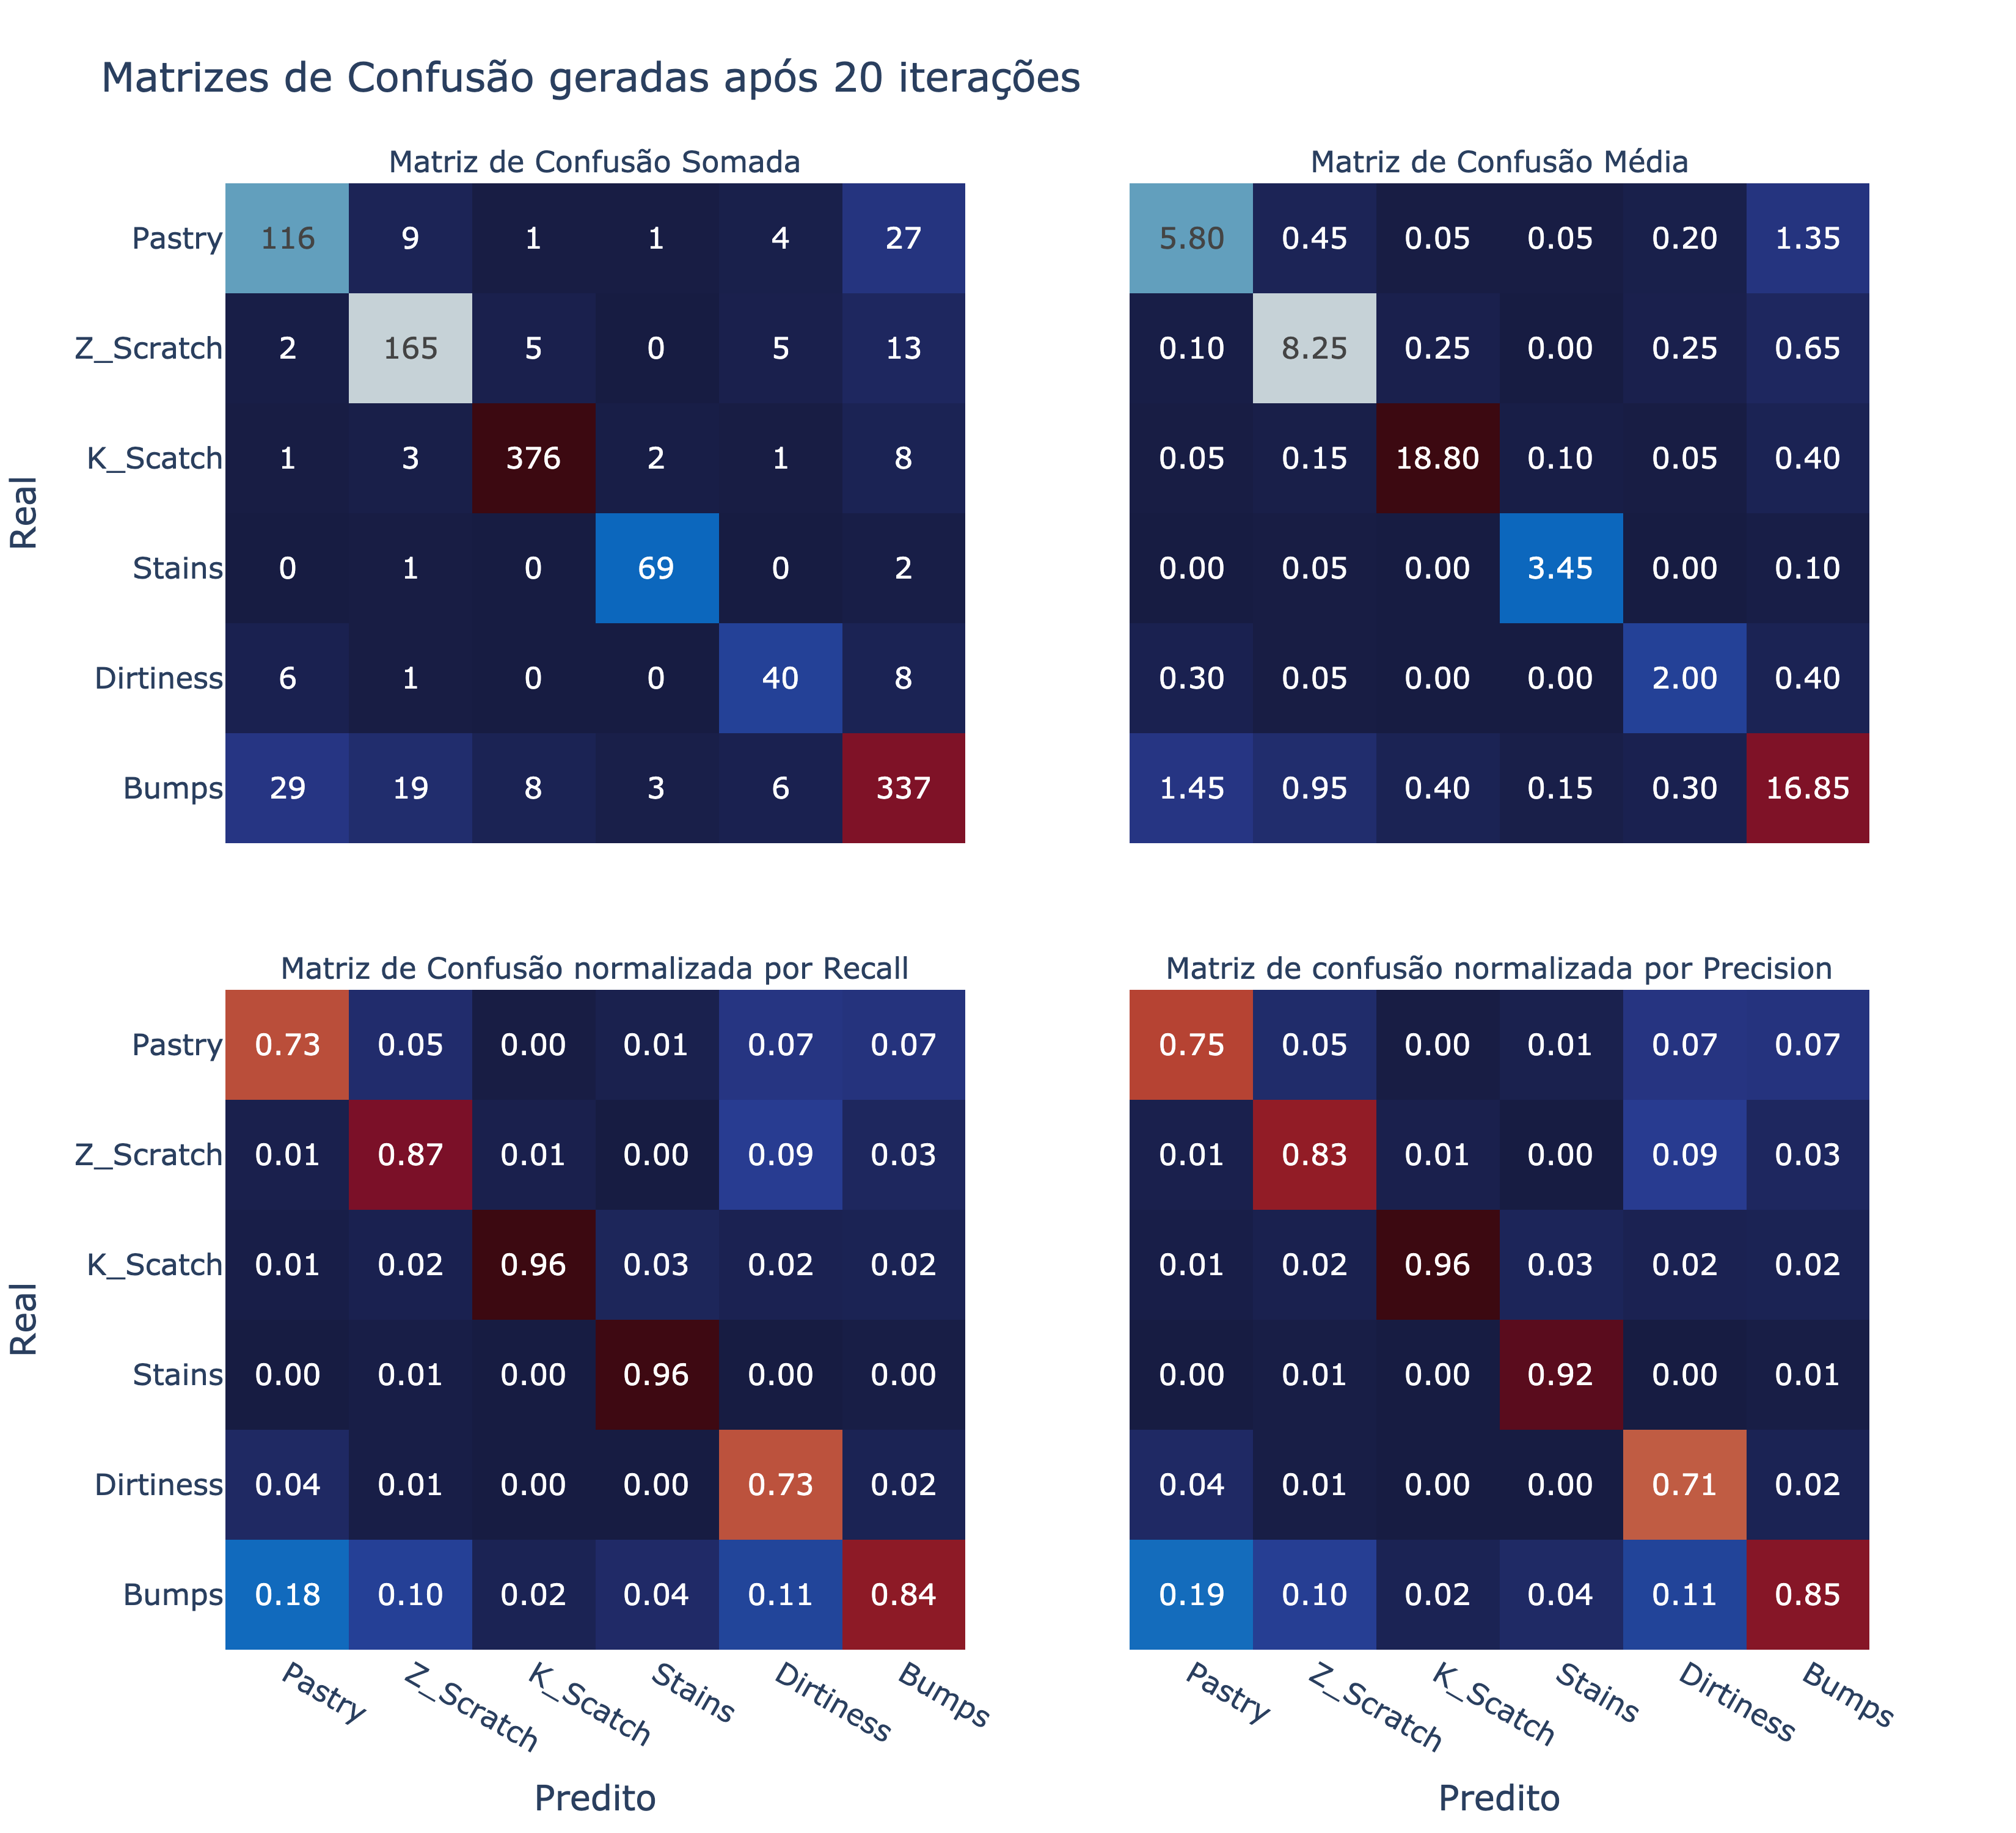 Matrizes de Confusão geradas após 20 iterações
Matriz de Confusão Somada
Real
Pastry 116 9 1 1 4 27
Z_Scratch 2 165 5 0 5 13
K_Scatch 1 3 376 2 1 8
Stains 0 1 0 69 0 2
Dirtiness 6 1 0 0 40 8
Bumps 29 19 8 3 6 337
Matriz de Confusão Média
5.80 0.45 0.05 0.05 0.20 1.35
0.10 8.25 0.25 0.00 0.25 0.65
0.05 0.15 18.80 0.10 0.05 0.40
0.00 0.05 0.00 3.45 0.00 0.10
0.30 0.05 0.00 0.00 2.00 0.40
1.45 0.95 0.40 0.15 0.30 16.85
Matriz de Confusão normalizada por Recall
Real
Pastry 0.73 0.05 0.00 0.01 0.07 0.07
Z_Scratch 0.01 0.87 0.01 0.00 0.09 0.03
K_Scatch 0.01 0.02 0.96 0.03 0.02 0.02
Stains 0.00 0.01 0.00 0.96 0.00 0.00
Dirtiness 0.04 0.01 0.00 0.00 0.73 0.02
Bumps 0.18 0.10 0.02 0.04 0.11 0.84
Pastry Z_Scratch K_Scatch Stains Dirtiness Bumps
Predito
Matriz de confusão normalizada por Precision
0.75 0.05 0.00 0.01 0.07 0.07
0.01 0.83 0.01 0.00 0.09 0.03
0.01 0.02 0.96 0.03 0.02 0.02
0.00 0.01 0.00 0.92 0.00 0.01
0.04 0.01 0.00 0.00 0.71 0.02
0.19 0.10 0.02 0.04 0.11 0.85
Pastry Z_Scratch K_Scatch Stains Dirtiness Bumps
Predito